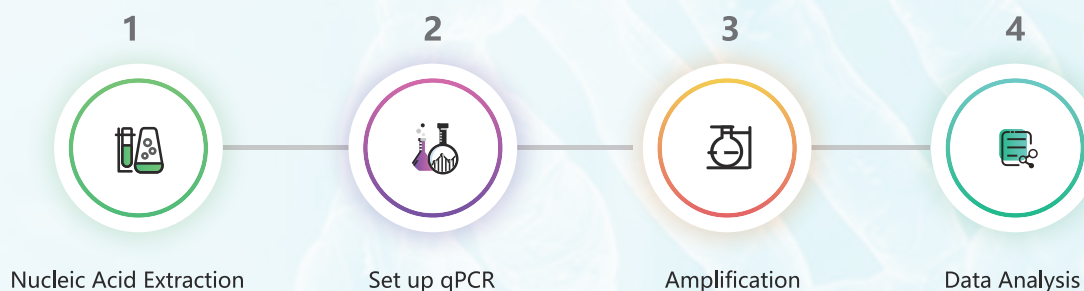 1
2
3
4
Nucleic Acid Extraction
Set up qPCR
Amplification
Data Analysis